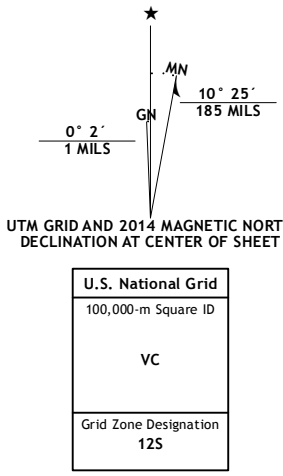 ★
MN
GN
10° 25´
185 MILS
0° 2´
1 MILS
UTM GRID AND 2014 MAGNETIC NORT
DECLINATION AT CENTER OF SHEET
U.S. National Grid
100,000-m Square ID
VC
Grid Zone Designation
12S